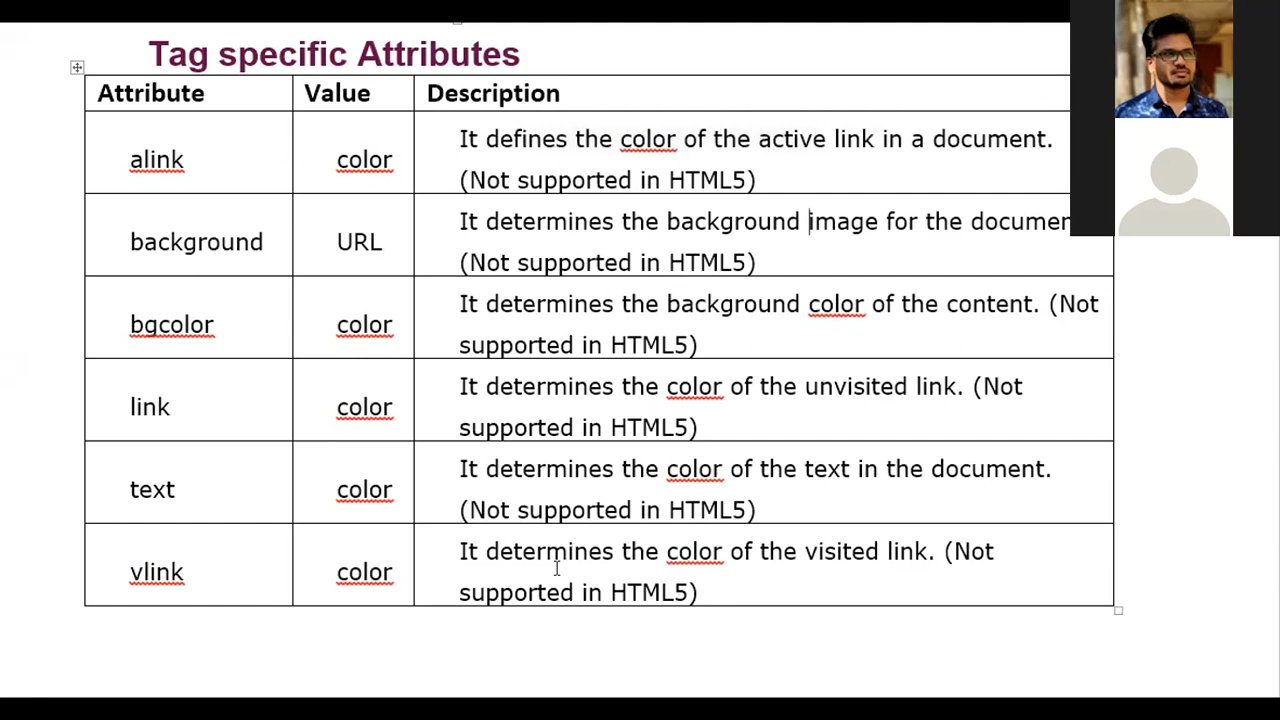 Tag specific Attributes
Attribute Value Description
alink color It defines the color of the active link in a document.
(Not supported in HTML5)
background URL It determines the background image for the
(Not supported in HTML5)
bgcolor color It determines the background color of the content. (Not
supported in HTML5)
link color It determines the color of the unvisited link. (Not
supported in HTML5)
text color It determines the color of the text in the document.
(Not supported in HTML5)
vlink color It determines the color of the visited link. (Not
supported in HTML5)